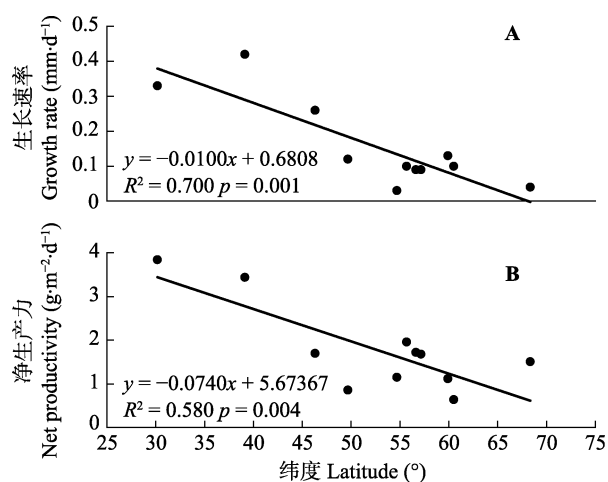 0.5
0.4
0.3
0.2
0.1
0
A
生长速率
Growth rate (mm·d⁻¹)
y = −0.0100x + 0.6808
R² = 0.700 p = 0.001
4
3
2
1
0
B
净生产力
Net productivity (g·m⁻²·d⁻¹)
y = −0.0740x + 5.67367
R² = 0.580 p = 0.004
25 30 35 40 45 50 55 60 65 70 75
纬度 Latitude (°)